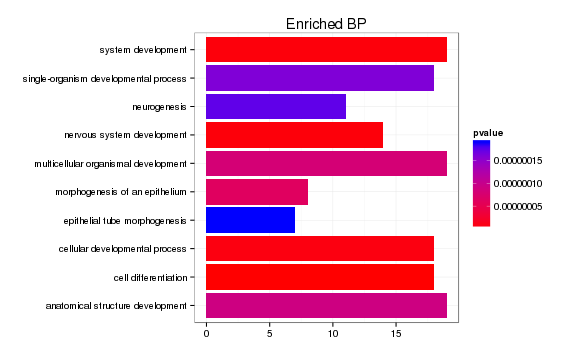 Enriched BP
system development
single-organism developmental process
neurogenesis
nervous system development
multicellular organismal development
morphogenesis of an epithelium
epithelial tube morphogenesis
cellular developmental process
cell differentiation
anatomical structure development
0 5 10 15
pvalue
0.00000015
0.00000010
0.00000005